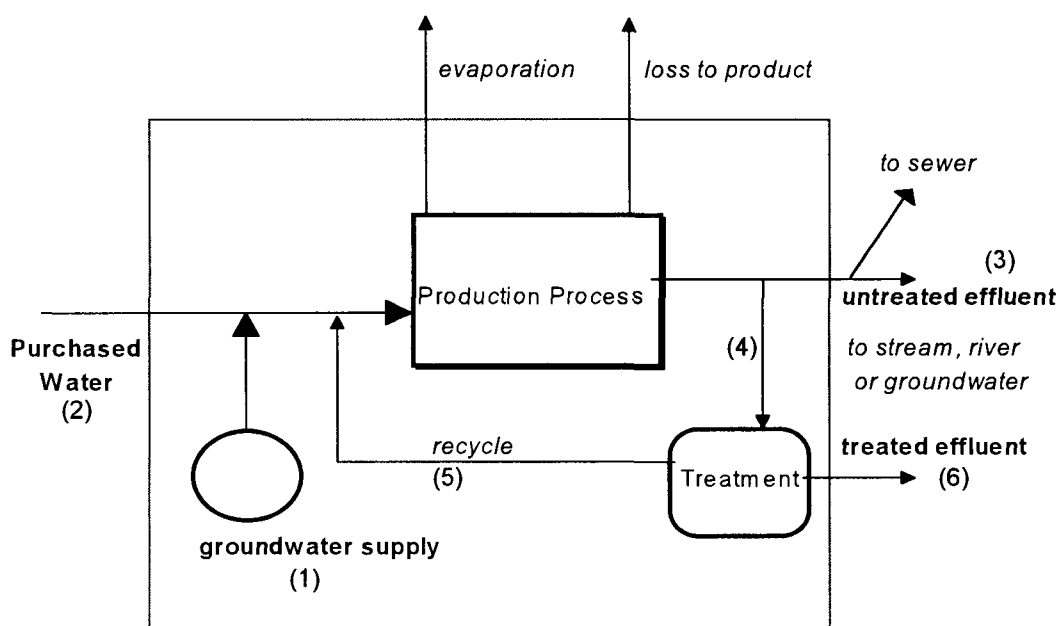 evaporation
loss to product
to sewer
(3)
Production Process
untreated effluent
(4)
to stream, river
or groundwater
Purchased
Water
(2)
recycle
(5)
Treatment
treated effluent
(6)
groundwater supply
(1)